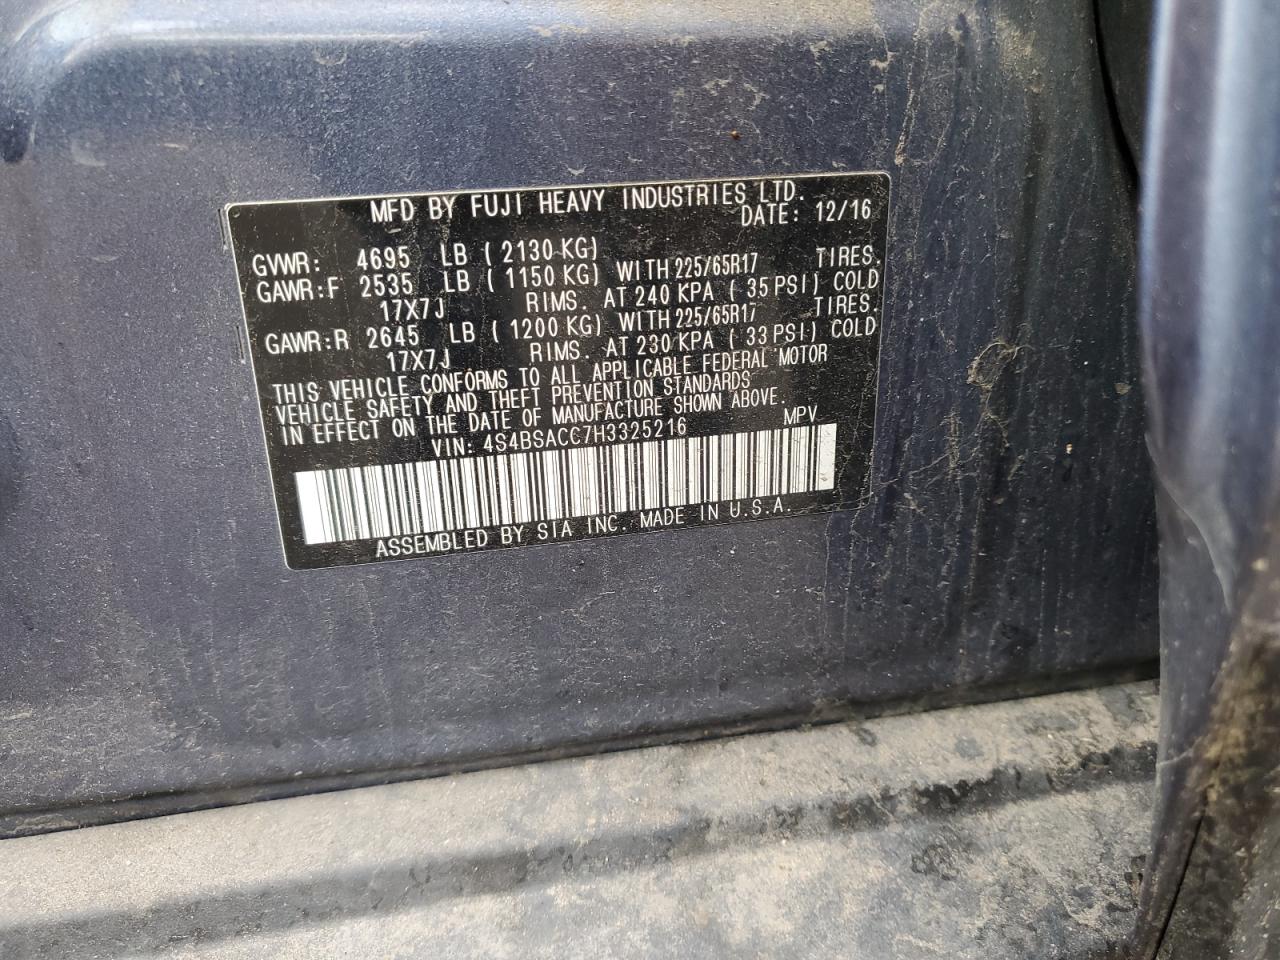 MFD BY FUJI HEAVY INDUSTRIES LTD.
DATE: 12/16
GVWR: 4695 LB ( 2130 KG)
GAWR:F 2535 LB ( 1150 KG) WITH 225/65R17 TIRES.
17X7J RIMS. AT 240 KPA ( 35 PSI) COLD
GAWR:R 2645 LB ( 1200 KG) WITH 225/65R17 TIRES.
17X7J RIMS. AT 230 KPA ( 33 PSI) COLD
THIS VEHICLE CONFORMS TO ALL APPLICABLE FEDERAL MOTOR
VEHICLE SAFETY AND THEFT PREVENTION STANDARDS
IN EFFECT ON THE DATE OF MANUFACTURE SHOWN ABOVE.
VIN: 4S4BSACC7H3325216 MPV
ASSEMBLED BY SIA INC. MADE IN U.S.A.